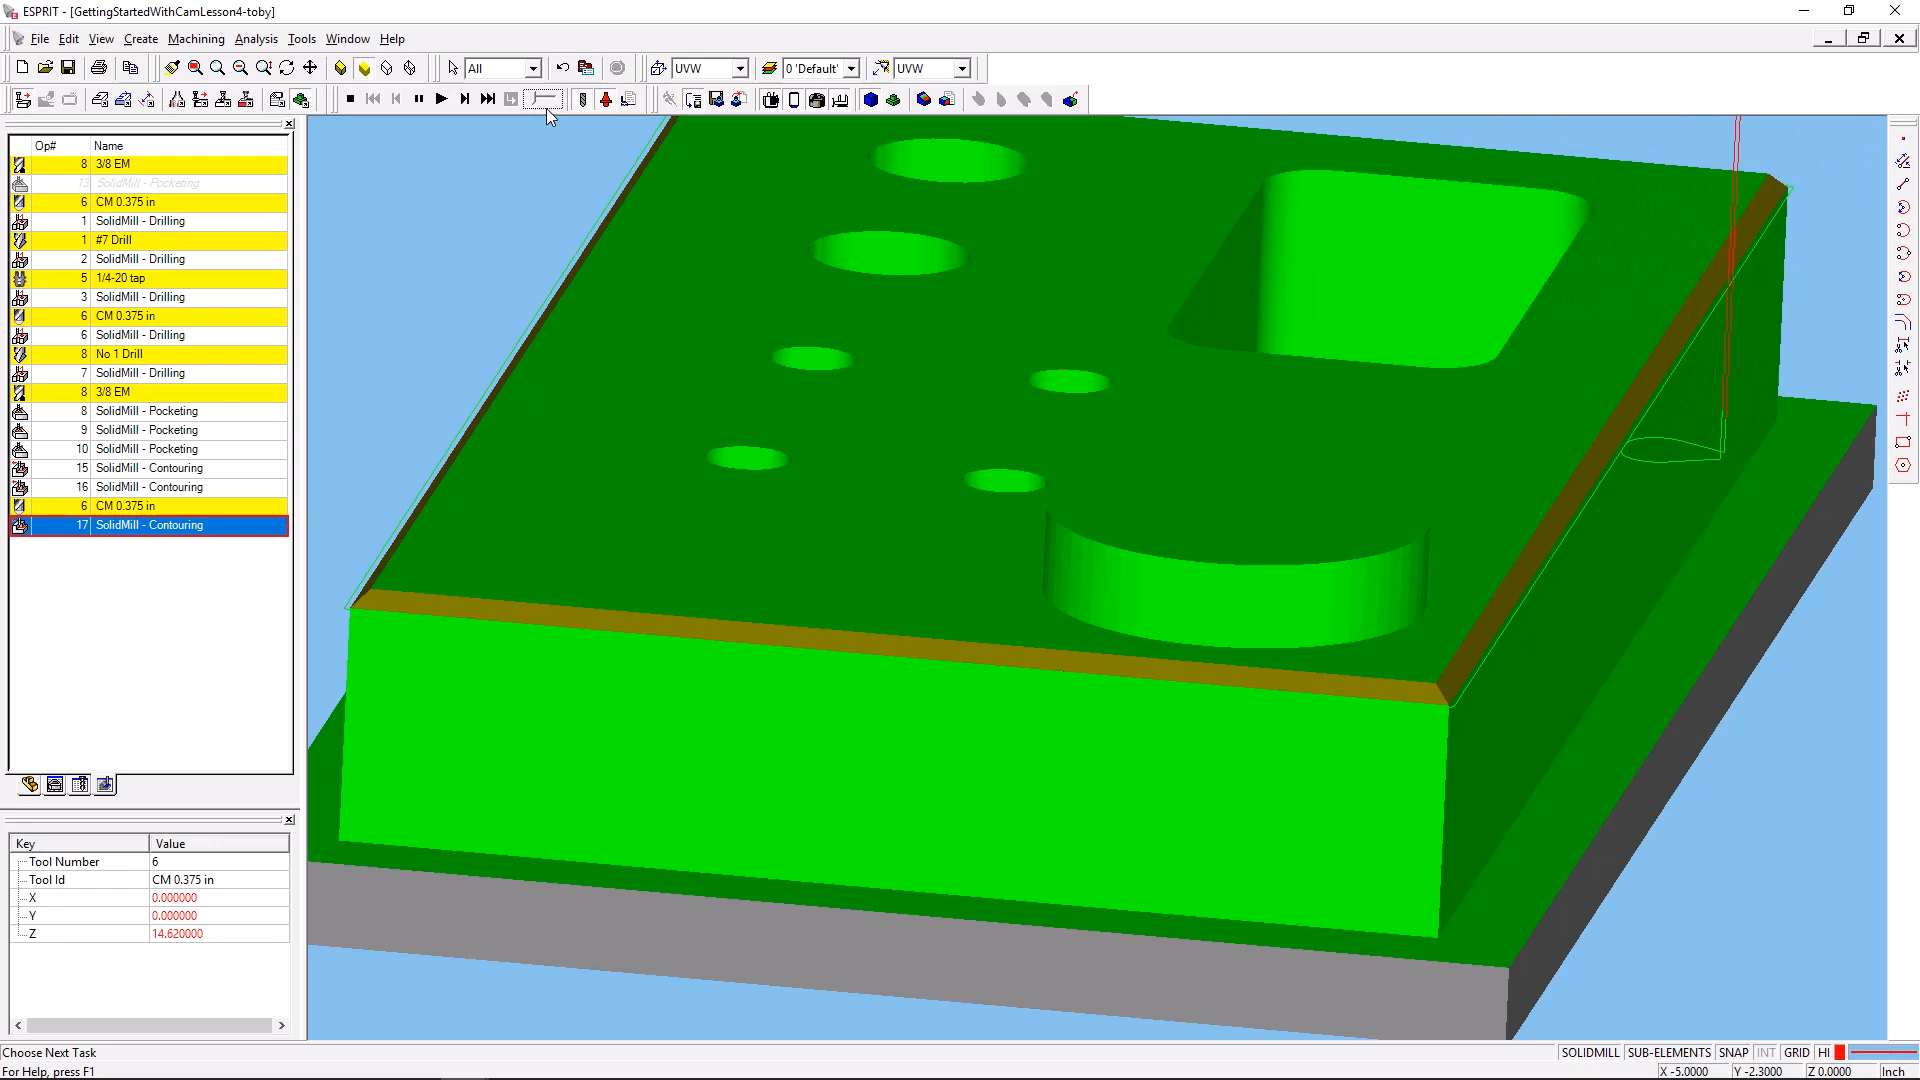 ESPRIT - [GettingStartedWithCamLesson4-toby]
File Edit View Create Machining Analysis Tools Window Help
All UVW 0 'Default' UVW
Op# Name
8 3/8 EM
13 SolidMill - Pocketing
6 CM 0.375 in
1 SolidMill - Drilling
1 #7 Drill
2 SolidMill - Drilling
5 1/4-20 tap
3 SolidMill - Drilling
6 CM 0.375 in
6 SolidMill - Drilling
8 No 1 Drill
7 SolidMill - Drilling
8 3/8 EM
8 SolidMill - Pocketing
9 SolidMill - Pocketing
10 SolidMill - Pocketing
15 SolidMill - Contouring
16 SolidMill - Contouring
6 CM 0.375 in
17 SolidMill - Contouring
Key Value
Tool Number 6
Tool Id CM 0.375 in
X 0.000000
Y 0.000000
Z 14.620000
Choose Next Task SOLIDMILL SUB-ELEMENTS SNAP INT GRID HI
For Help, press F1 X -5.0000 Y -2.3000 Z 0.0000 Inch